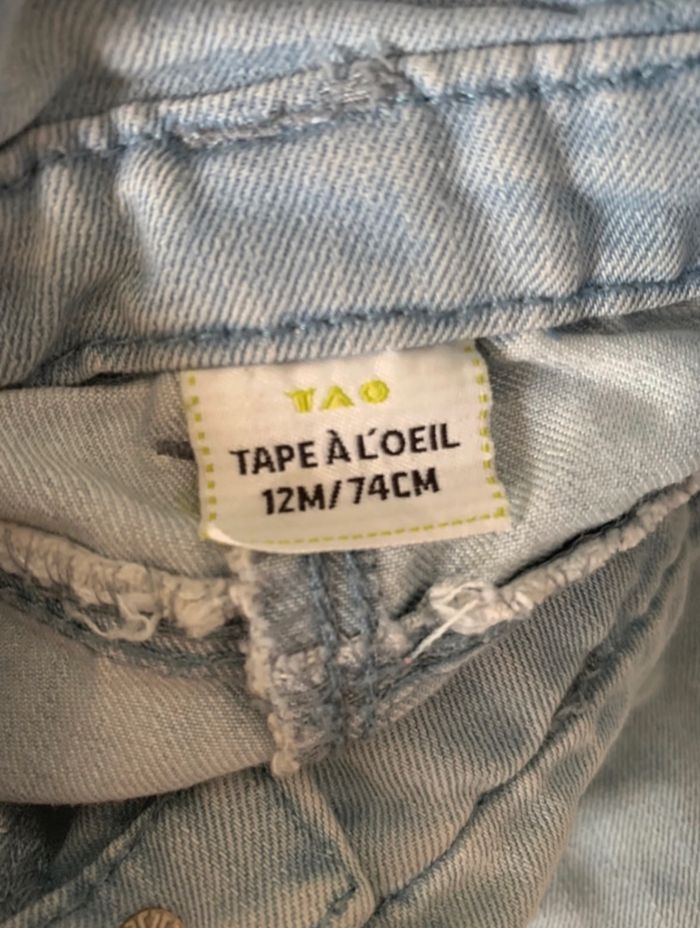 TAO
TAPE À L'OEIL
12M/74CM